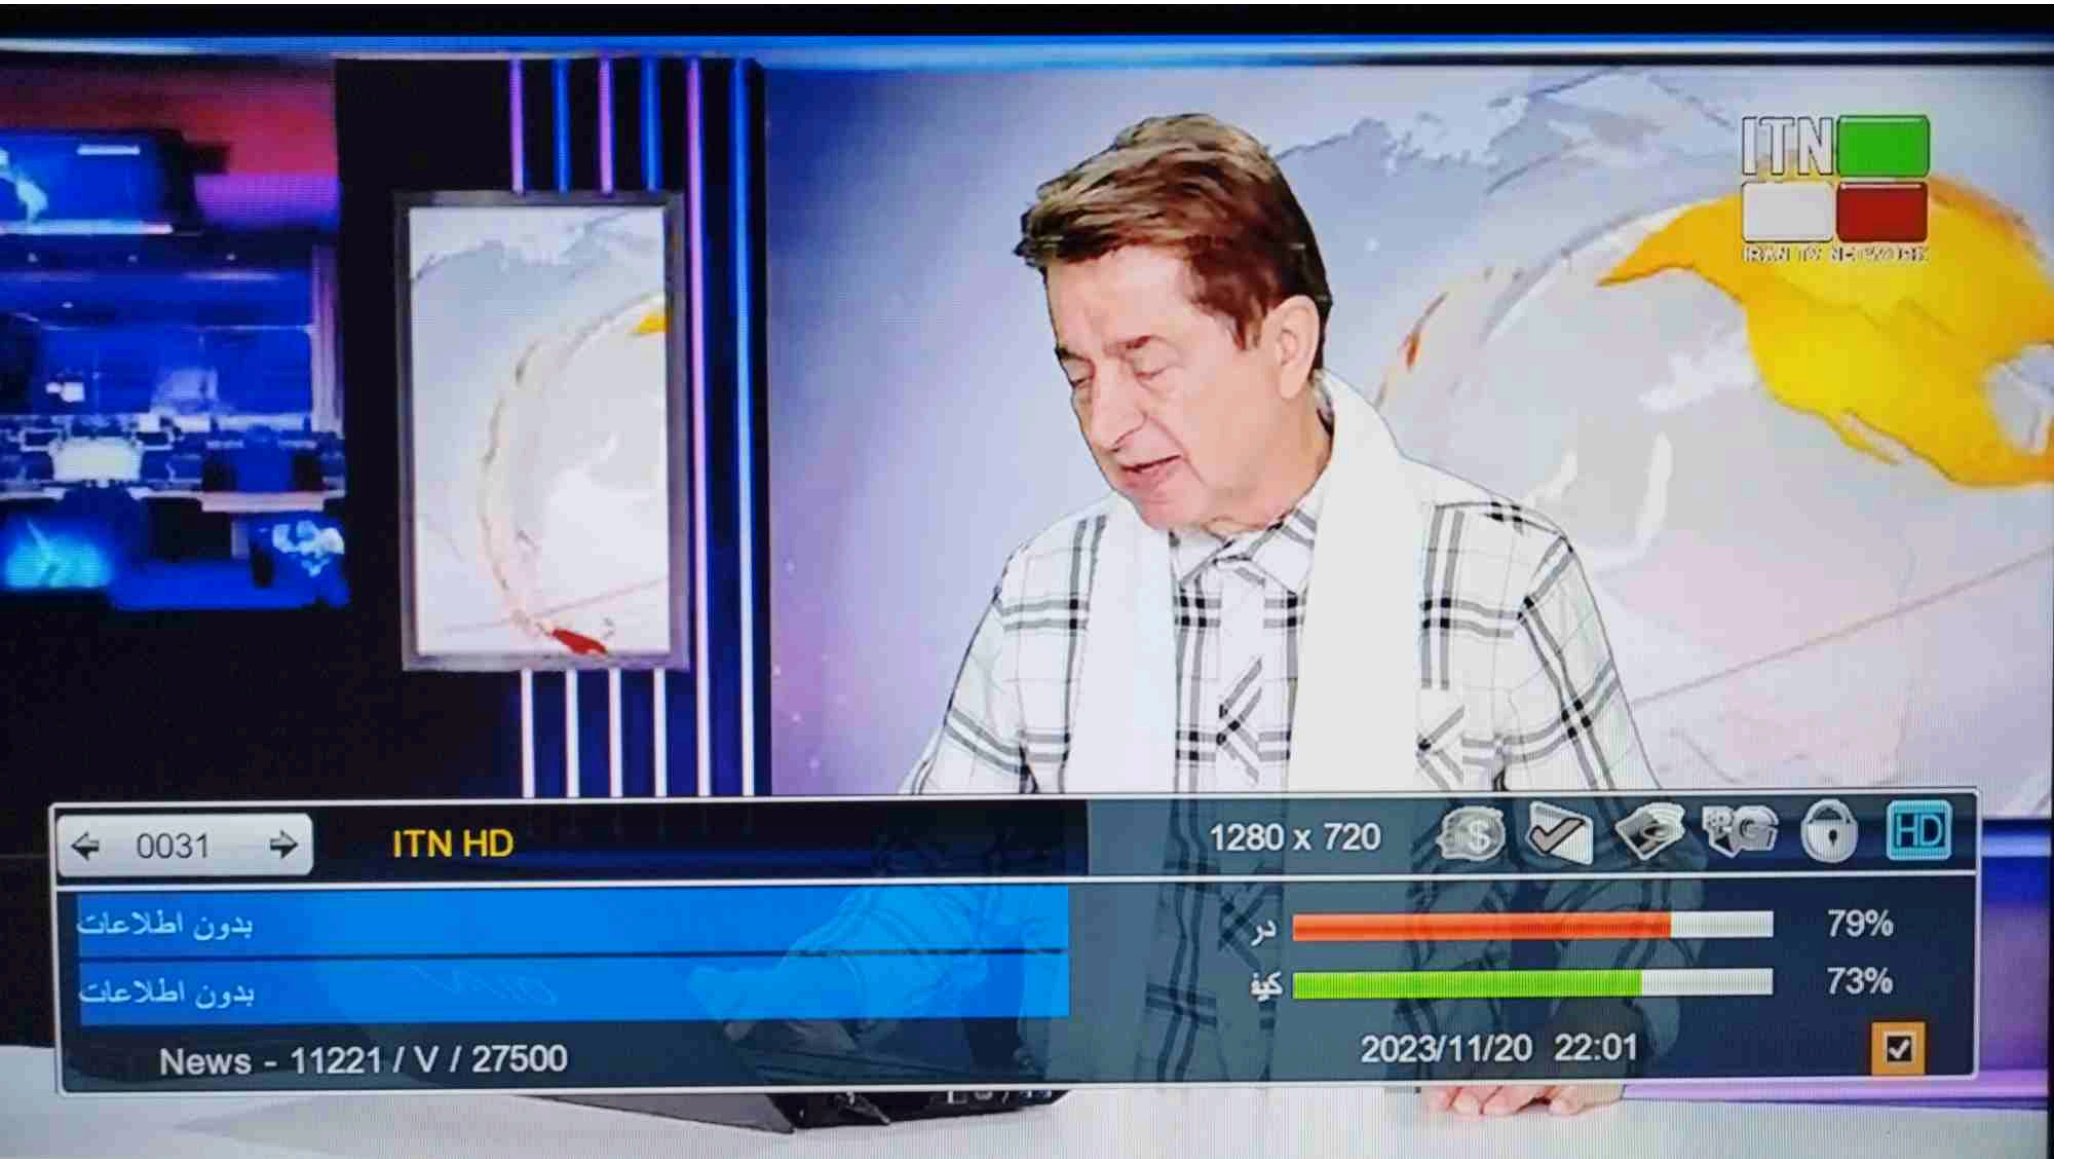 ITN
IRAN TV NETWORK
0031
ITN HD
1280 x 720
$
HD
بدون اطلاعات
در
79%
بدون اطلاعات
کیف
73%
News - 11221 / V / 27500
2023/11/20 22:01